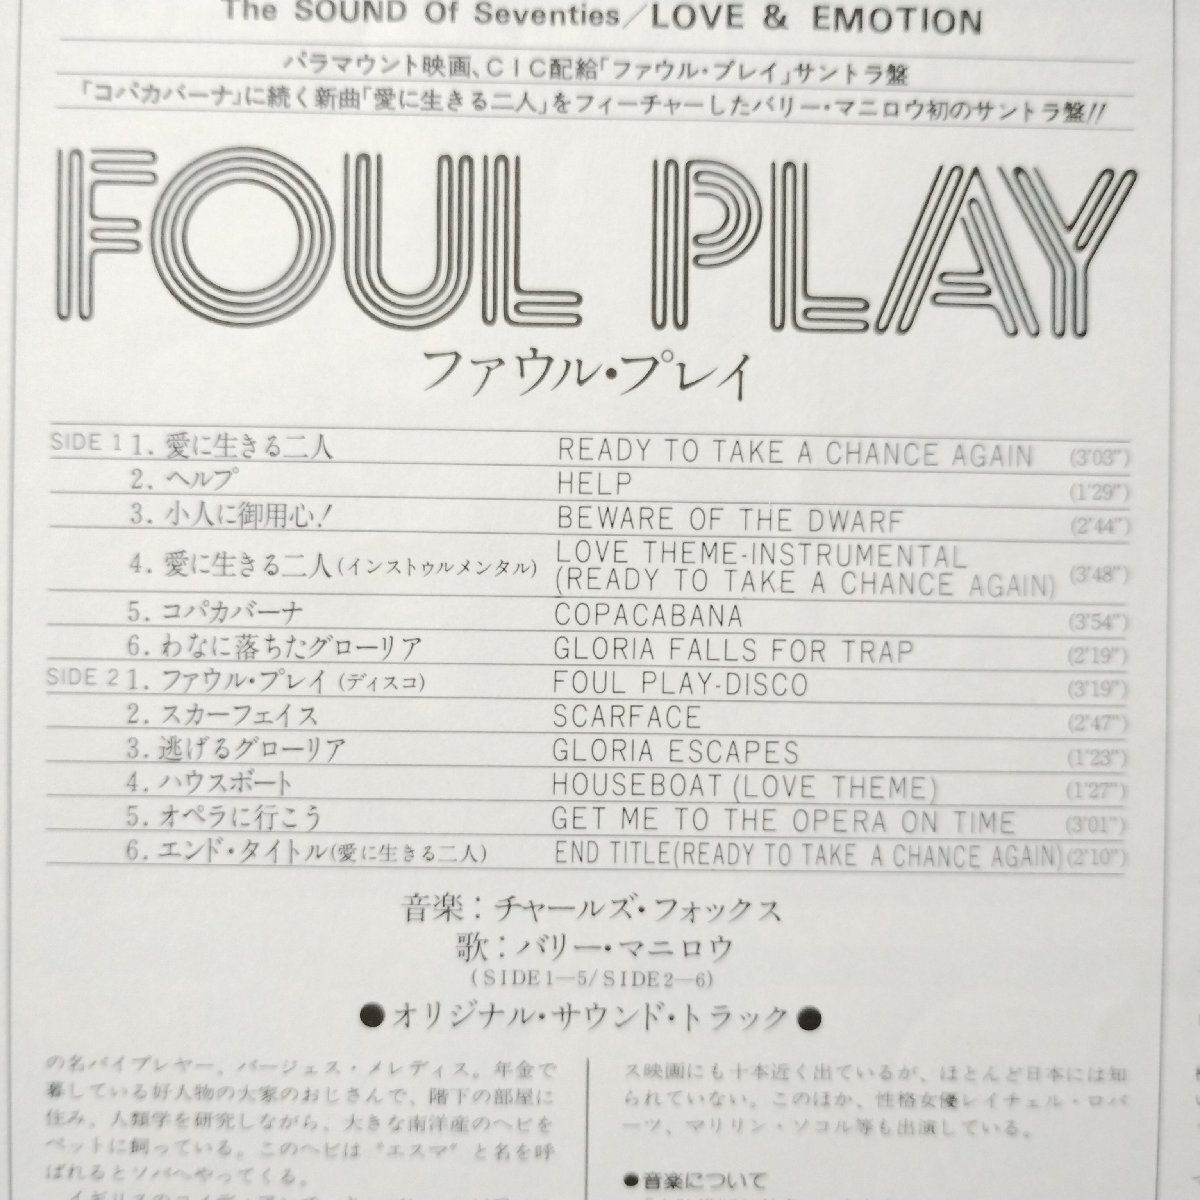 The SOUND Of Seventies／LOVE & EMOTION
パラマウント映画、CIC配給「ファウル・プレイ」サントラ盤
「コパカバーナ」に続く新曲「愛に生きる二人」をフィーチャーしたバリー・マニロウ初のサントラ盤!!
FOUL PLAY
ファウル・プレイ
SIDE 1 1. 愛に生きる二人 READY TO TAKE A CHANCE AGAIN (3'03")
2. ヘルプ HELP (1'29")
3. 小人に御用心! BEWARE OF THE DWARF (2'44")
4. 愛に生きる二人(インストゥルメンタル) LOVE THEME-INSTRUMENTAL
(READY TO TAKE A CHANCE AGAIN) (3'48")
5. コパカバーナ COPACABANA (3'54")
6. わなに落ちたグローリア GLORIA FALLS FOR TRAP (2'19")
SIDE 2 1. ファウル・プレイ(ディスコ) FOUL PLAY-DISCO (3'19")
2. スカーフェイス SCARFACE (2'47")
3. 逃げるグローリア GLORIA ESCAPES (1'23")
4. ハウスボート HOUSEBOAT (LOVE THEME) (1'27")
5. オペラに行こう GET ME TO THE OPERA ON TIME (3'01")
6. エンド・タイトル(愛に生きる二人) END TITLE(READY TO TAKE A CHANCE AGAIN) (2'10")
音楽：チャールズ・フォックス
歌：バリー・マニロウ
(SIDE1—5/SIDE2—6)
●オリジナル・サウンド・トラック●
の名バイプレヤー、バージェス・メレディス。年金で
暮している好人物の大家のおじさんで、階下の部屋に
住み、人類学を研究しながら、大きな南洋産のヘビを
ペットに飼っている。このヘビは"エスマ"と名を呼
ばれるとソバへやってくる。
ス映画にも十本近く出ているが、ほとんど日本には知
られていない。このほか、性格女優レイチェル・ロバ
ーツ、マリリン・ソコル等も出演している。
●音楽について